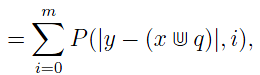 = \sum_{i=0}^{m} P(|y - (x \Cup q)|, i),